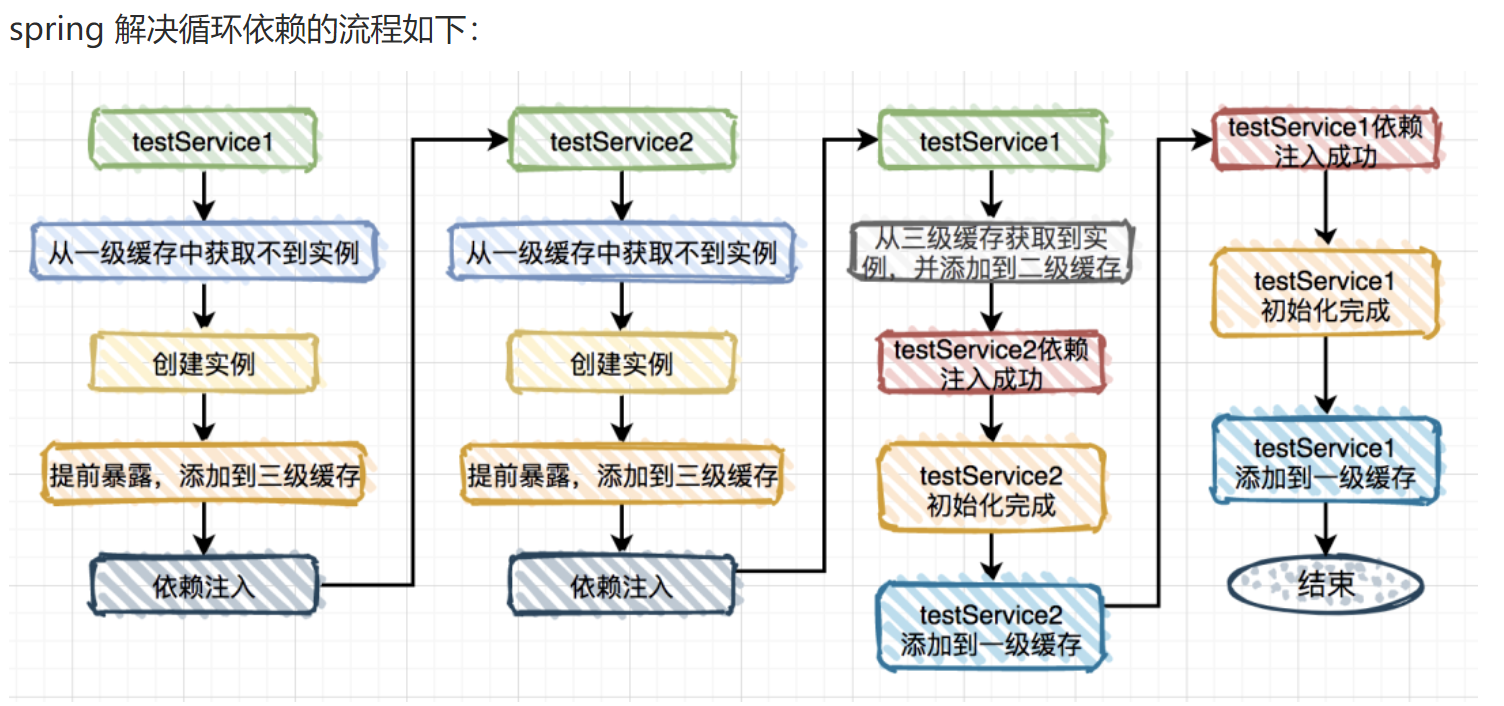 spring 解决循环依赖的流程如下：
testService1
从一级缓存中获取不到实例
创建实例
提前暴露，添加到三级缓存
依赖注入
testService2
从一级缓存中获取不到实例
创建实例
提前暴露，添加到三级缓存
依赖注入
testService1
从三级缓存获取到实
例，并添加到二级缓存
testService2依赖
注入成功
testService2
初始化完成
testService2
添加到一级缓存
testService1依赖
注入成功
testService1
初始化完成
testService1
添加到一级缓存
结束